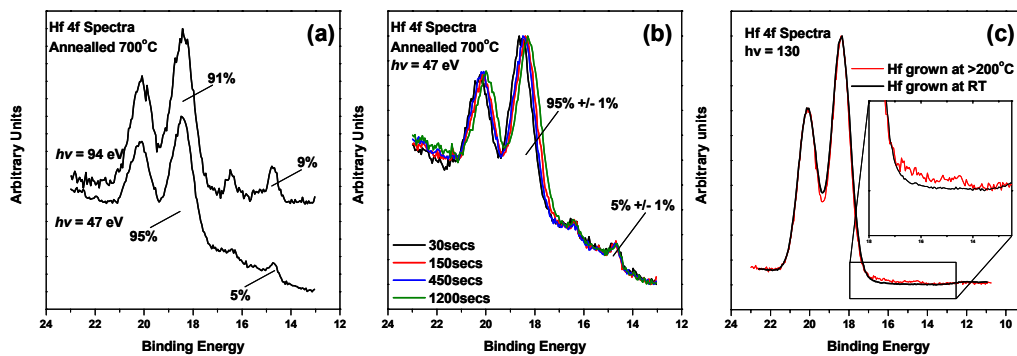 Hf 4f Spectra
Annealled 700°C
(a)
91%
9%
hv = 94 eV
hv = 47 eV
95%
5%
Arbitrary Units
24 22 20 18 16 14 12
Binding Energy
Hf 4f Spectra
Annealled 700°C
hv = 47 eV
(b)
95% +/- 1%
5% +/- 1%
30secs
150secs
450secs
1200secs
Arbitrary Units
24 22 20 18 16 14 12
Binding Energy
Hf 4f Spectra
hv = 130
(c)
Hf grown at >200°C
Hf grown at RT
18 16 14
Arbitrary units
24 22 20 18 16 14 12 10
Binding Energy